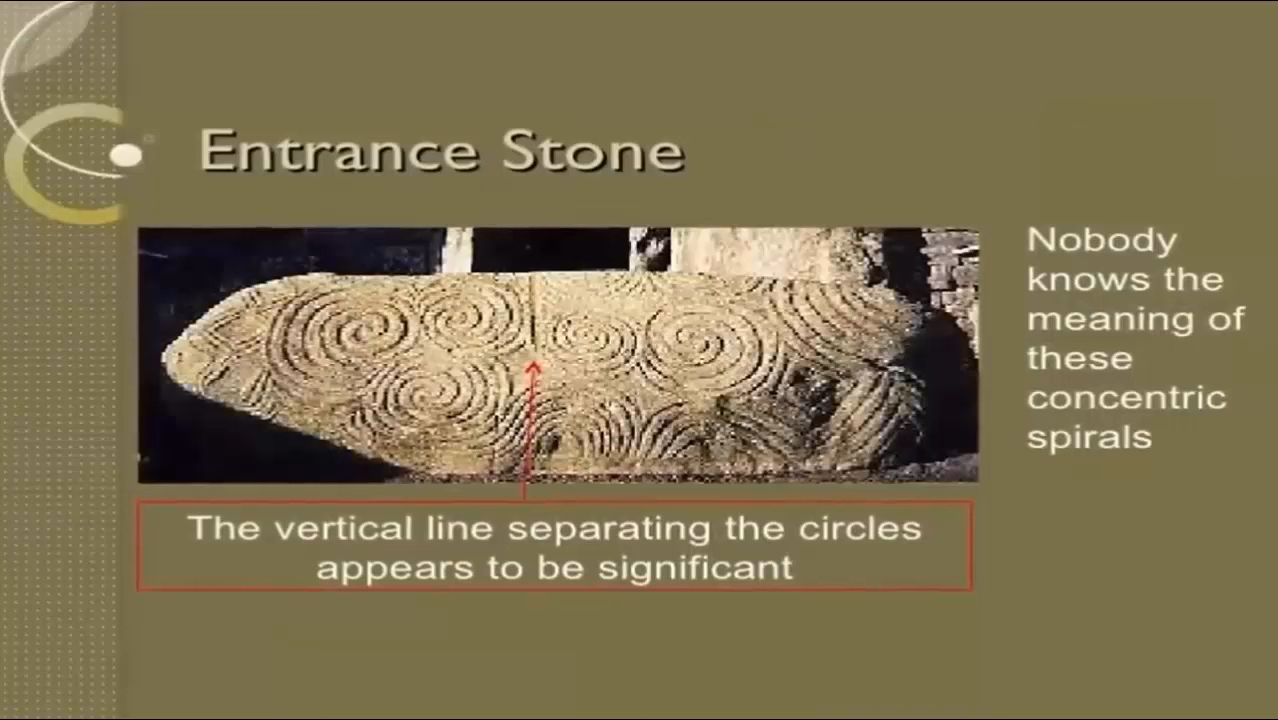 Entrance Stone
Nobody
knows the
meaning of
these
concentric
spirals
The vertical line separating the circles
appears to be significant